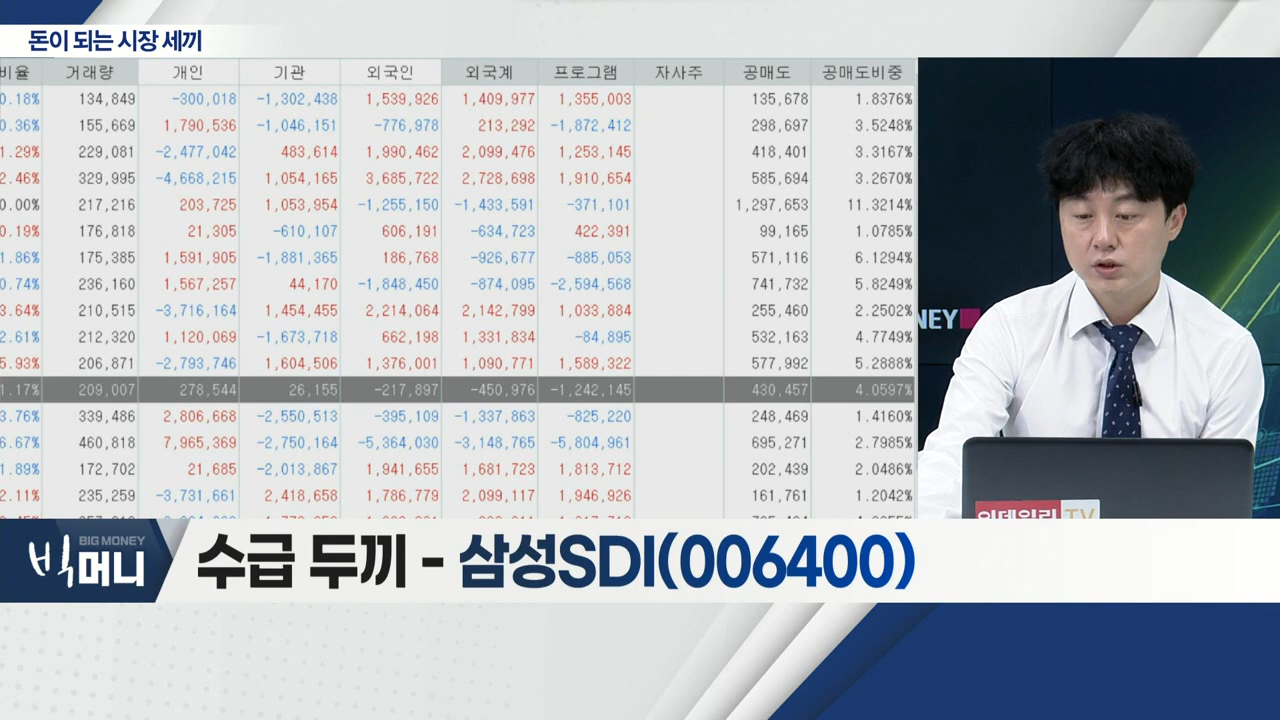 돈이 되는 시장 세끼
비율 거래량 개인 기관 외국인 외국계 프로그램 자사주 공매도 공매도비중
0.18% 134,849 -300,018 -1,302,438 1,539,926 1,409,977 1,355,003 135,678 1.8376%
0.36% 155,669 1,790,536 -1,046,151 -776,978 213,292 -1,872,412 298,697 3.5248%
1.29% 229,081 -2,477,042 483,614 1,990,462 2,099,476 1,253,145 418,401 3.3167%
2.46% 329,995 -4,668,215 1,054,165 3,685,722 2,728,698 1,910,654 585,694 3.2670%
0.00% 217,216 203,725 1,053,954 -1,255,150 -1,433,591 -371,101 1,297,653 11.3214%
0.19% 176,818 21,305 -610,107 606,191 -634,723 422,391 99,165 1.0785%
1.86% 175,385 1,591,905 -1,881,365 186,768 -926,677 -885,053 571,116 6.1294%
0.74% 236,160 1,567,257 44,170 -1,848,450 -874,095 -2,594,568 741,732 5.8249%
3.64% 210,515 -3,716,164 1,454,455 2,214,064 2,142,799 1,033,884 255,460 2.2502%
2.61% 212,320 1,120,069 -1,673,718 662,198 1,331,834 -84,895 532,163 4.7749%
5.93% 206,871 -2,793,746 1,604,506 1,376,001 1,090,771 1,589,322 577,992 5.2888%
1.17% 209,007 278,544 26,155 -217,897 -450,976 -1,242,145 430,457 4.0597%
3.76% 339,486 2,806,668 -2,550,513 -395,109 -1,337,863 -825,220 248,469 1.4160%
6.67% 460,818 7,965,369 -2,750,164 -5,364,030 -3,148,765 -5,804,961 695,271 2.7985%
1.89% 172,702 21,685 -2,013,867 1,941,655 1,681,723 1,813,712 202,439 2.0486%
2.11% 235,259 -3,731,661 2,418,658 1,786,779 2,099,117 1,946,926 161,761 1.2042%
NEY
이데일리 TV
BIG MONEY
빅머니
수급 두끼 - 삼성SDI(006400)